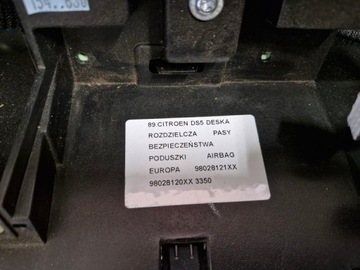 89.CITROEN DS5 DESKA
ROZDZIELCZA PASY
BEZPIECZEŃSTWA
PODUSZKI AIRBAG
EUROPA 98028121XX
98028120XX 3350